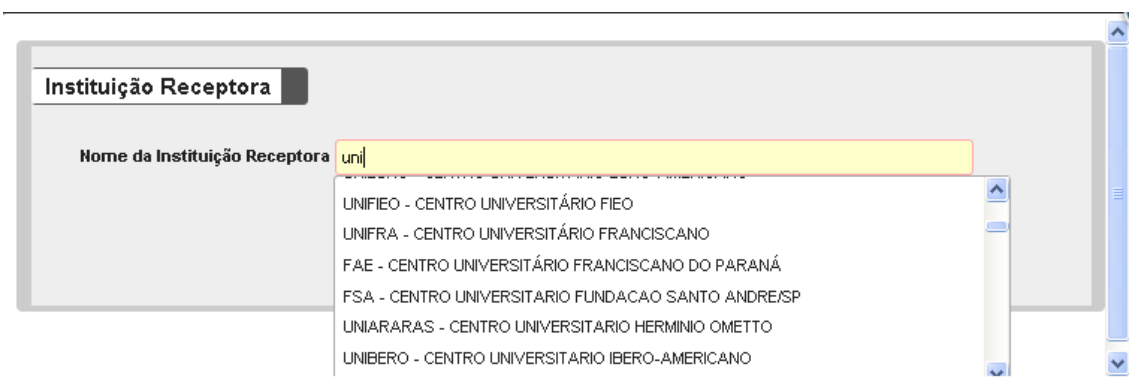 Instituição Receptora
Nome da Instituição Receptora uni
UNIFIEO - CENTRO UNIVERSITÁRIO FIEO
UNIFRA - CENTRO UNIVERSITÁRIO FRANCISCANO
FAE - CENTRO UNIVERSITÁRIO FRANCISCANO DO PARANÁ
FSA - CENTRO UNIVERSITARIO FUNDACAO SANTO ANDRE/SP
UNIARARAS - CENTRO UNIVERSITARIO HERMINIO OMETTO
UNIBERO - CENTRO UNIVERSITARIO IBERO-AMERICANO